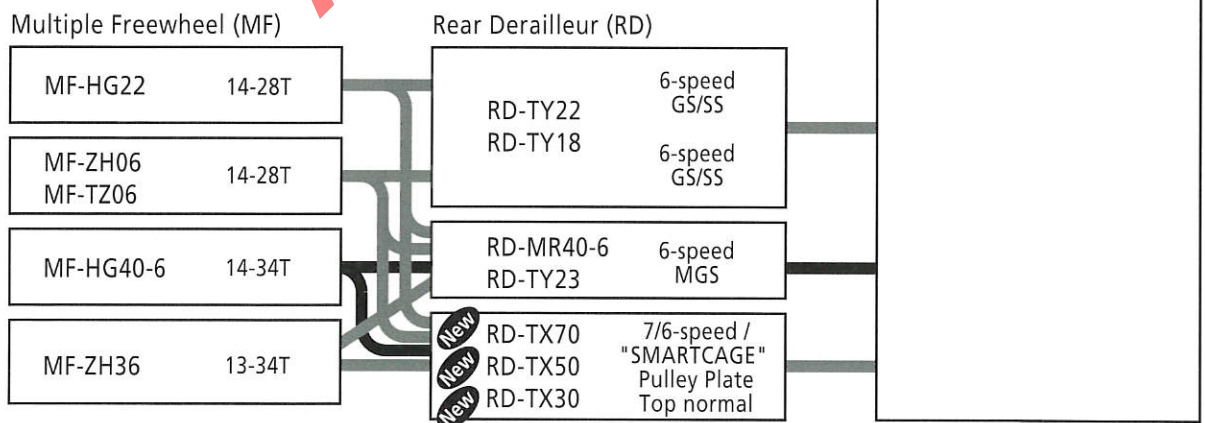 Multiple Freewheel (MF)
MF-HG22 14-28T
MF-ZH06
MF-TZ06
14-28T
MF-HG40-6 14-34T
MF-ZH36 13-34T
Rear Derailleur (RD)
RD-TY22
RD-TY18
6-speed
GS/SS
6-speed
GS/SS
RD-MR40-6
RD-TY23
6-speed
MGS
New RD-TX70
New RD-TX50
New RD-TX30
7/6-speed /
"SMARTCAGE"
Pulley Plate
Top normal